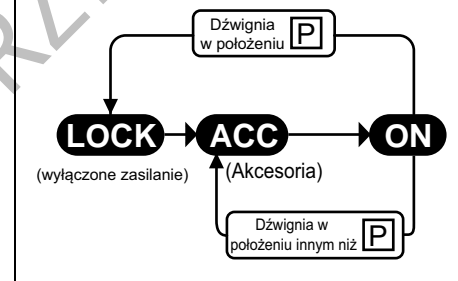 Dźwignia
w położeniu P
LOCK ACC ON
(wyłączone zasilanie) (Akcesoria)
Dźwignia w
położeniu innym niż P